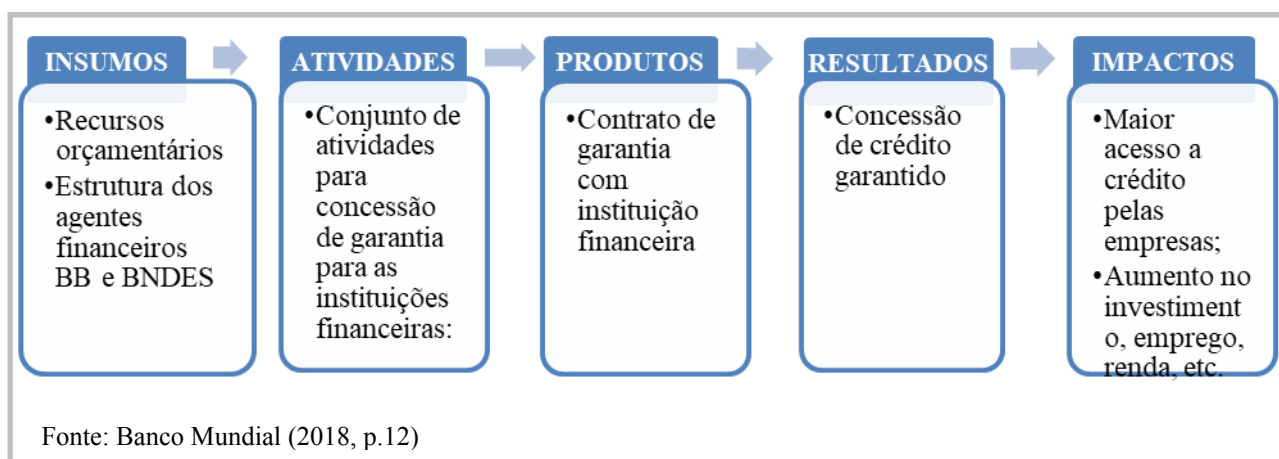 INSUMOS
•Recursos
orçamentários
•Estrutura dos
agentes
financeiros
BB e BNDES
ATIVIDADES
•Conjunto de
atividades
para
concessão
de garantia
para as
instituições
financeiras:
PRODUTOS
•Contrato de
garantia
com
instituição
financeira
RESULTADOS
•Concessão
de crédito
garantido
IMPACTOS
•Maior
acesso a
crédito
pelas
empresas;
•Aumento no
investiment
o, emprego,
renda, etc.
Fonte: Banco Mundial (2018, p.12)